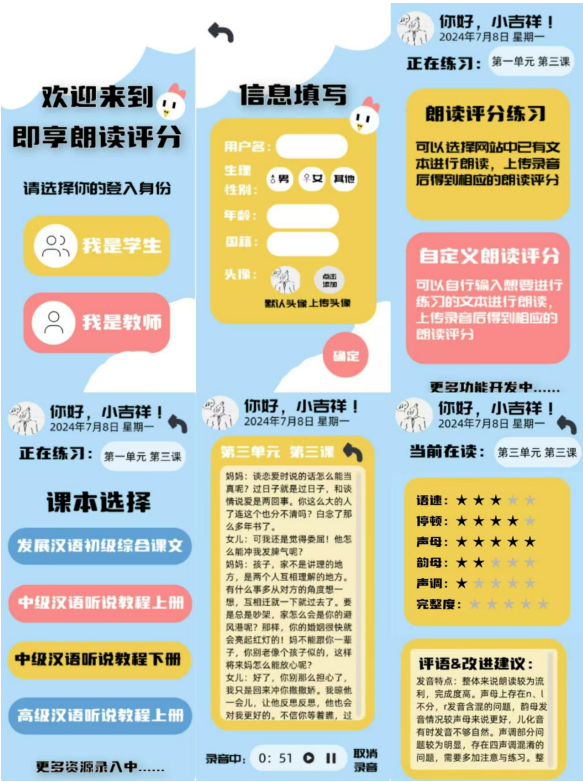 欢迎来到
即享朗读评分
请选择你的登入身份
我是学生
我是教师
信息填写
用户名：
生理
性别：
♂男
♀女
其他
年龄：
国籍：
头像：
点击
添加
默认头像 上传头像
确定
你好，小吉祥！
2024年7月8日 星期一
正在练习：
第一单元 第三课
朗读评分练习
可以选择网站中已有文
本进行朗读，上传录音
后得到相应的朗读评分
自定义朗读评分
可以自行输入想要进行
练习的文本进行朗读，
上传录音后得到相应的
朗读评分
更多功能开发中......
你好，小吉祥！
2024年7月8日 星期一
正在练习：
第一单元 第三课
课本选择
发展汉语初级综合课文
中级汉语听说教程上册
中级汉语听说教程下册
高级汉语听说教程上册
更多资源录入中......
你好，小吉祥！
2024年7月8日 星期一
第三单元 第三课
妈妈：谈恋爱时说的话怎么能当
真呢？过日子就是过日子，和谈
情说爱是两回事。你这么大的人
了连这个也分不清吗？白念了那
么多年书了。
女儿：可我还是觉得委屈！他怎
么能冲我发脾气呢？
妈妈：孩子，家不是讲理的地
方，是两个人互相理解的地方。
有什么事多从对方的角度想一
想，互相迁就一下就过去了。要
是总是吵架，家怎么会是你的避
风港呢？那样，你的婚姻很快就
会亮起红灯的！妈不能跟你一辈
子，你别老像个孩子似的，这样
将来妈怎么能放心呢？
女儿：好了，你别那么担心了，
我只是回来冲你撒撒娇。我晾他
一会儿，让他反思反思，他也会
对我更好的。不信你等着瞧，过
录音中：
0：51
取消
录音
你好，小吉祥！
2024年7月8日 星期一
当前在读：
第三单元 第三课
语速：★★★★★
停顿：★★★★★
声母：★★★★★
韵母：★★★★★
声调：★★★★★
完整度：★★★★★
评语&改进建议：
发音特点：整体来说朗读较为流
利，完成度高。声母上存在n、l
不分，r发音含混的问题，韵母发
音情况较声母来说更好，儿化音
有时发音不够自然。声调部分问
题较为明显，存在四声调混淆的
问题，需要多加注意与练习。整